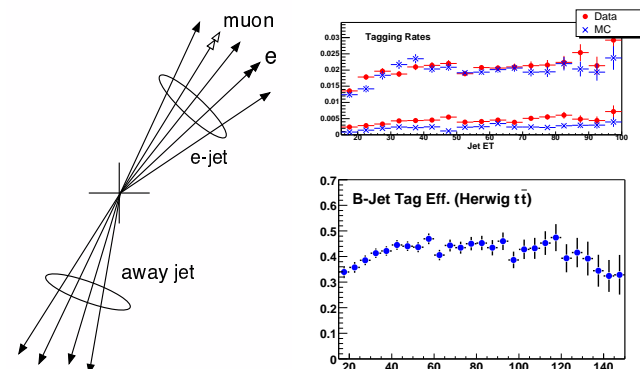 muon
e
e-jet
away jet
Data
MC
Tagging Rates
0.03
0.025
0.02
0.015
0.01
0.005
0
20 30 40 50 60 70 80 90 100
Jet ET
B-Jet Tag Eff. (Herwig tt̄)
0.7
0.6
0.5
0.4
0.3
0.2
0.1
0
20 40 60 80 100 120 140